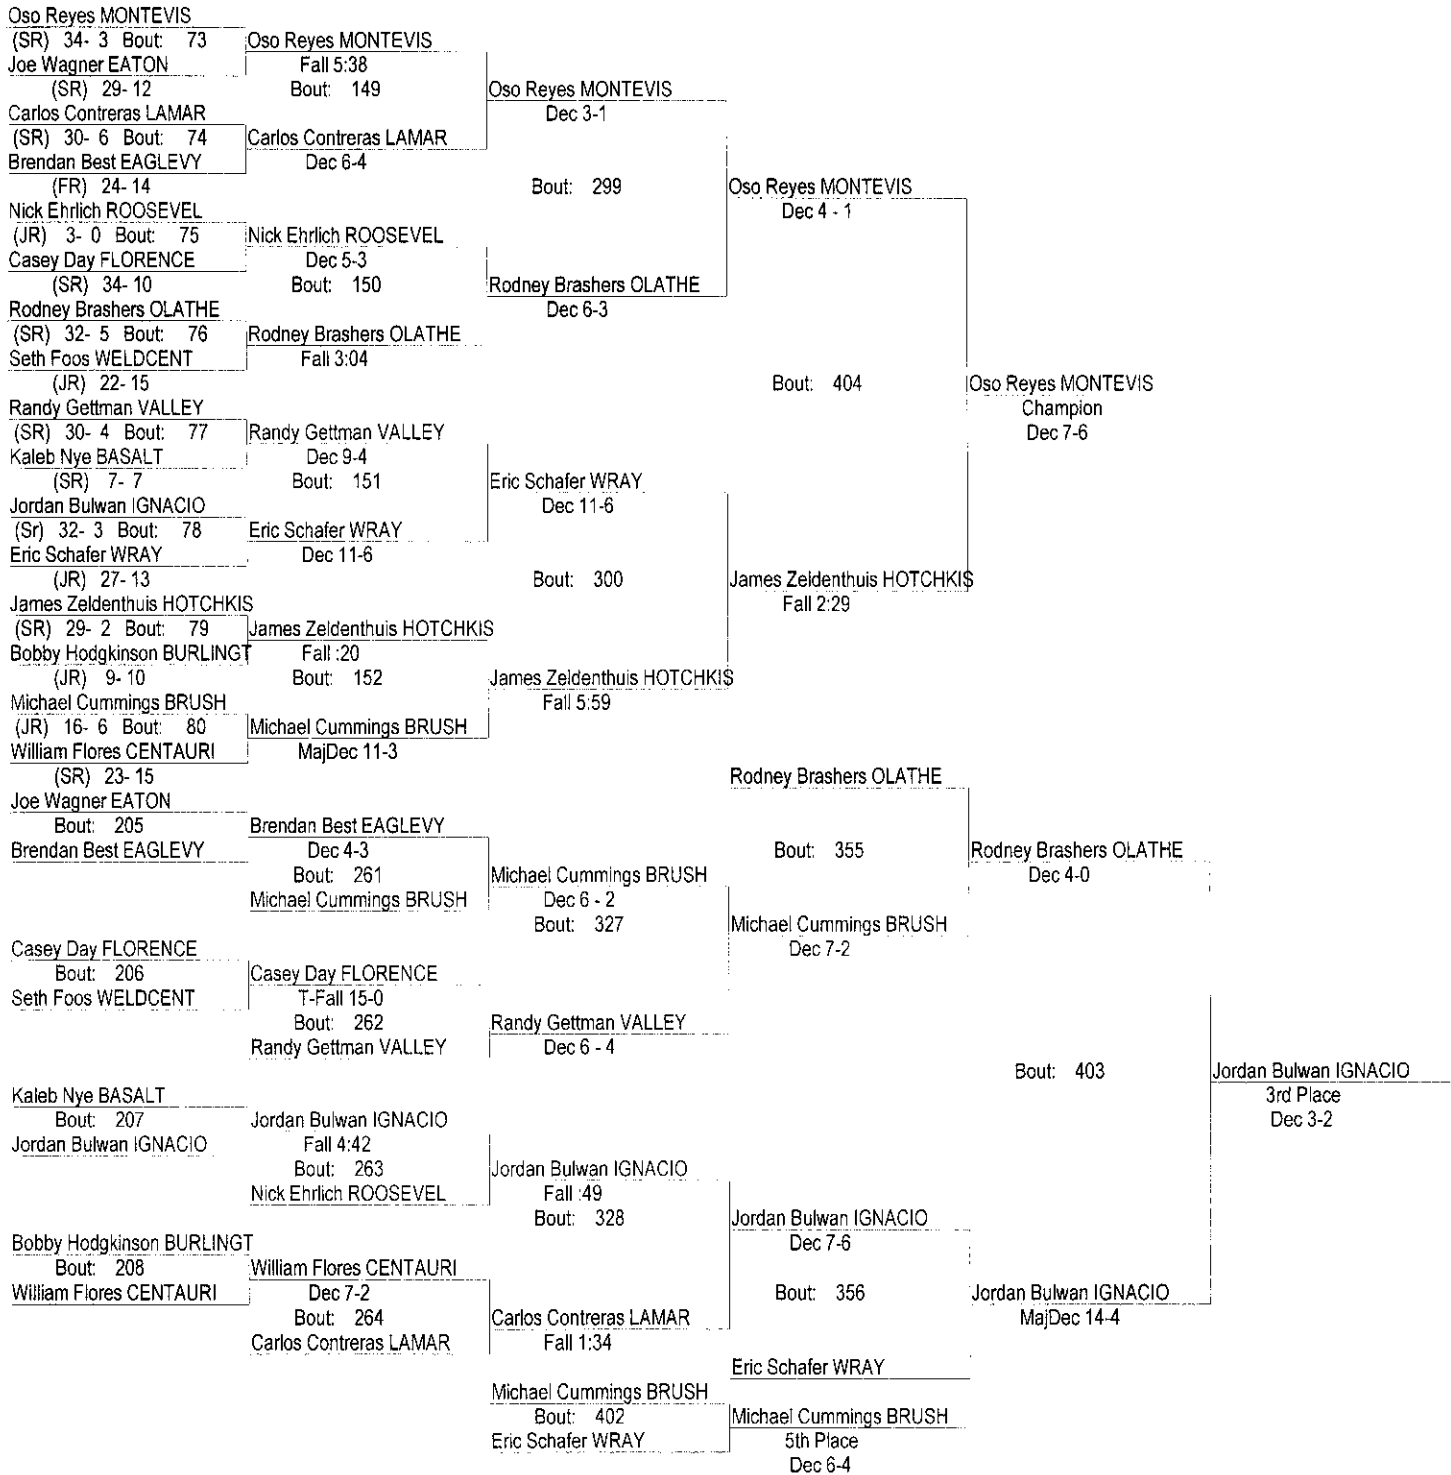 Oso Reyes MONTEVIS
(SR) 34- 3 Bout: 73
Joe Wagner EATON
(SR) 29- 12
Carlos Contreras LAMAR
(SR) 30- 6 Bout: 74
Brendan Best EAGLEVY
(FR) 24- 14
Nick Ehrlich ROOSEVEL
(JR) 3- 0 Bout: 75
Casey Day FLORENCE
(SR) 34- 10
Rodney Brashers OLATHE
(SR) 32- 5 Bout: 76
Seth Foos WELDCENT
(JR) 22- 15
Randy Gettman VALLEY
(SR) 30- 4 Bout: 77
Kaleb Nye BASALT
(SR) 7- 7
Jordan Bulwan IGNACIO
(Sr) 32- 3 Bout: 78
Eric Schafer WRAY
(JR) 27- 13
James Zeldenthuis HOTCHKIS
(SR) 29- 2 Bout: 79
Bobby Hodgkinson BURLINGT
(JR) 9- 10
Michael Cummings BRUSH
(JR) 16- 6 Bout: 80
William Flores CENTAURI
(SR) 23- 15
Oso Reyes MONTEVIS
Fall 5:38
Bout: 149
Carlos Contreras LAMAR
Dec 6-4
Nick Ehrlich ROOSEVEL
Dec 5-3
Bout: 150
Rodney Brashers OLATHE
Fall 3:04
Randy Gettman VALLEY
Dec 9-4
Bout: 151
Eric Schafer WRAY
Dec 11-6
James Zeldenthuis HOTCHKIS
Fall :20
Bout: 152
Michael Cummings BRUSH
MajDec 11-3
Oso Reyes MONTEVIS
Dec 3-1
Bout: 299
Rodney Brashers OLATHE
Dec 6-3
Eric Schafer WRAY
Dec 11-6
Bout: 300
James Zeldenthuis HOTCHKIS
Fall 5:59
Oso Reyes MONTEVIS
Dec 4 - 1
Bout: 404
James Zeldenthuis HOTCHKIS
Fall 2:29
Oso Reyes MONTEVIS
Champion
Dec 7-6
Joe Wagner EATON
Bout: 205
Brendan Best EAGLEVY
Casey Day FLORENCE
Bout: 206
Seth Foos WELDCENT
Kaleb Nye BASALT
Bout: 207
Jordan Bulwan IGNACIO
Bobby Hodgkinson BURLINGT
Bout: 208
William Flores CENTAURI
Brendan Best EAGLEVY
Dec 4-3
Bout: 261
Michael Cummings BRUSH
Casey Day FLORENCE
T-Fall 15-0
Bout: 262
Randy Gettman VALLEY
Jordan Bulwan IGNACIO
Fall 4:42
Bout: 263
Nick Ehrlich ROOSEVEL
William Flores CENTAURI
Dec 7-2
Bout: 264
Carlos Contreras LAMAR
Michael Cummings BRUSH
Dec 6 - 2
Bout: 327
Randy Gettman VALLEY
Dec 6 - 4
Jordan Bulwan IGNACIO
Fall :49
Bout: 328
Carlos Contreras LAMAR
Fall 1:34
Rodney Brashers OLATHE
Bout: 355
Michael Cummings BRUSH
Dec 7-2
Jordan Bulwan IGNACIO
Dec 7-6
Bout: 356
Eric Schafer WRAY
Rodney Brashers OLATHE
Dec 4-0
Bout: 403
Jordan Bulwan IGNACIO
MajDec 14-4
Jordan Bulwan IGNACIO
3rd Place
Dec 3-2
Michael Cummings BRUSH
Bout: 402
Eric Schafer WRAY
Michael Cummings BRUSH
5th Place
Dec 6-4